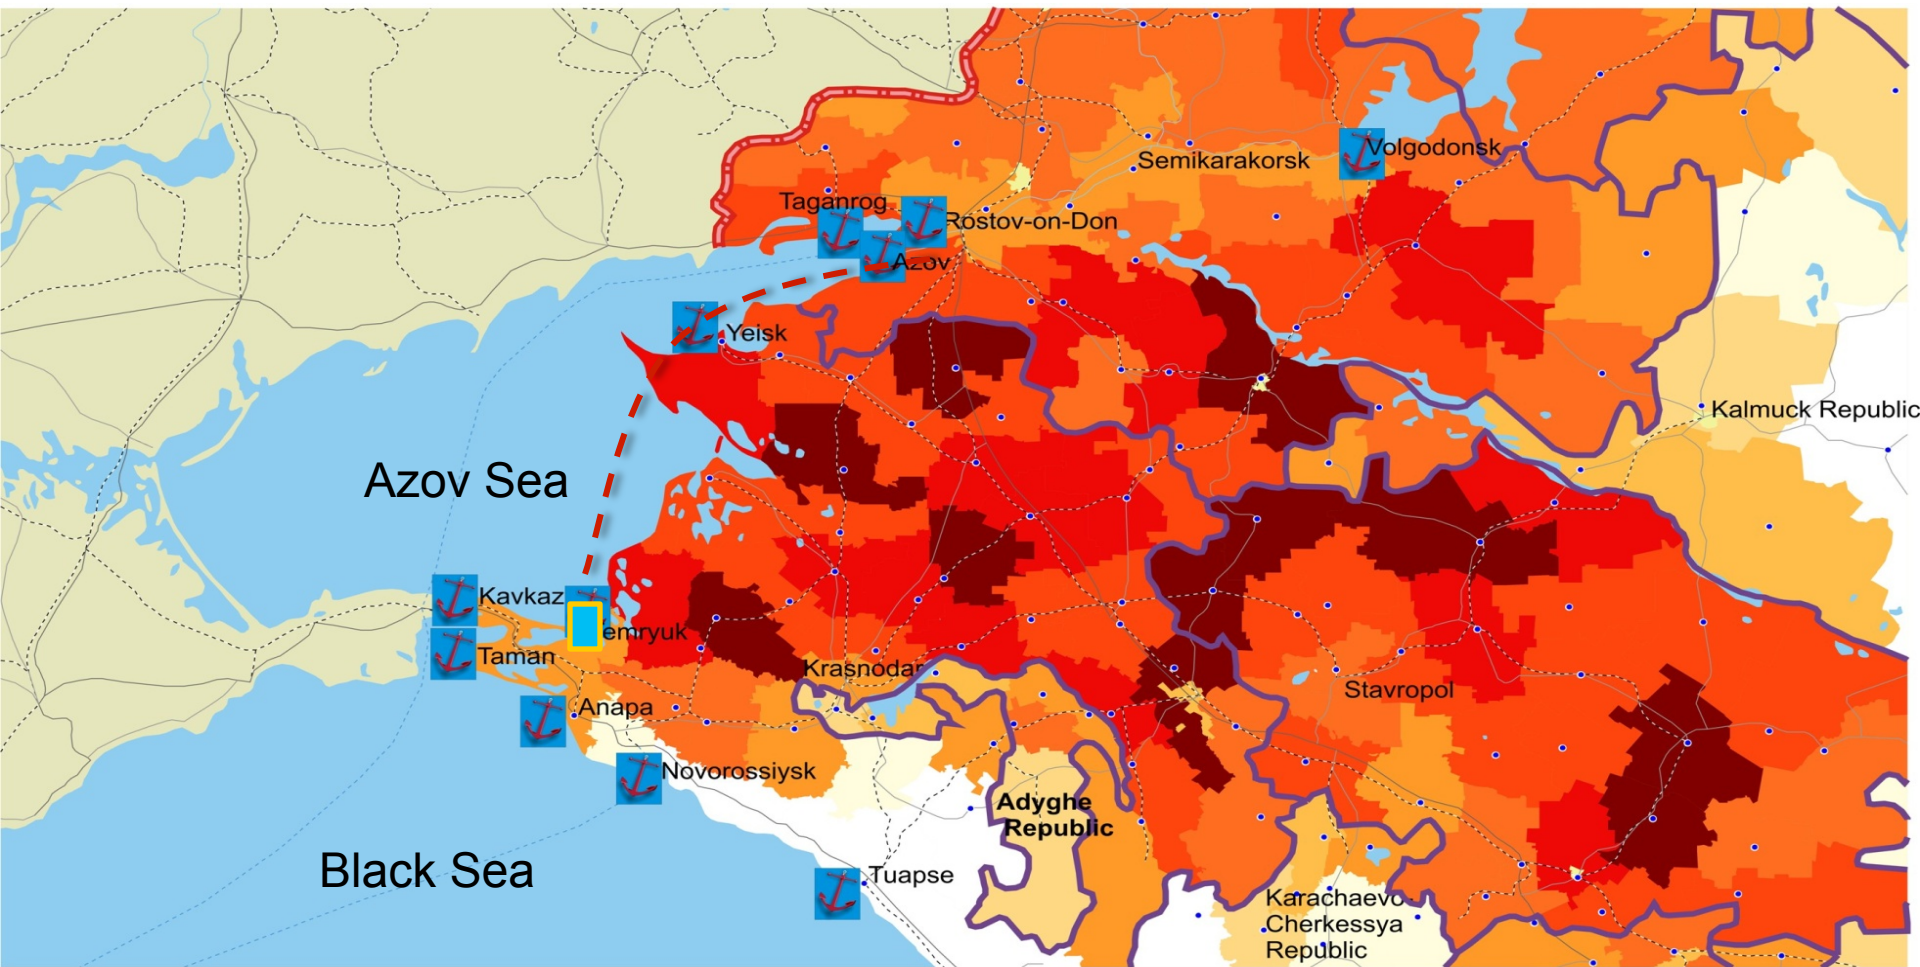 Semikarakorsk
Volgodonsk
Taganrog
Rostov-on-Don
Azov
Yeisk
Kalmuck Republic
Azov Sea
Kavkaz
emryuk
Taman
Krasnodar
Stavropol
Anapa
Novorossiysk
Adyghe
Republic
Black Sea
Tuapse
Karachaevo-
Cherkessya
Republic